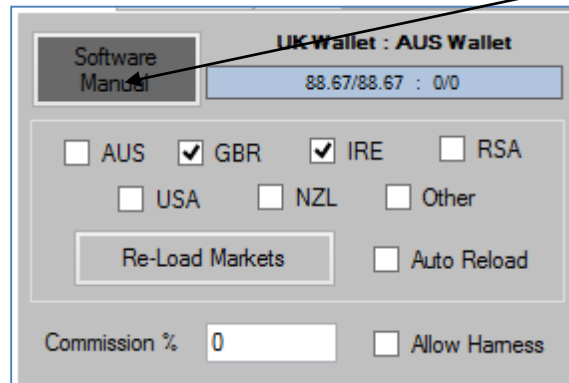 Software
Manual
UK Wallet : AUS Wallet
88.67/88.67 : 0/0
AUS GBR IRE RSA
USA NZL Other
Re-Load Markets Auto Reload
Commission % 0 Allow Harness